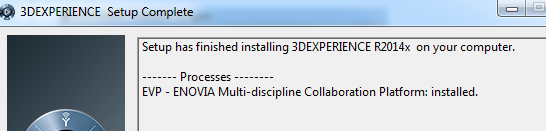 3DEXPERIENCE Setup Complete
Setup has finished installing 3DEXPERIENCE R2014x on your computer.
------- Processes --------
EVP - ENOVIA Multi-discipline Collaboration Platform: installed.